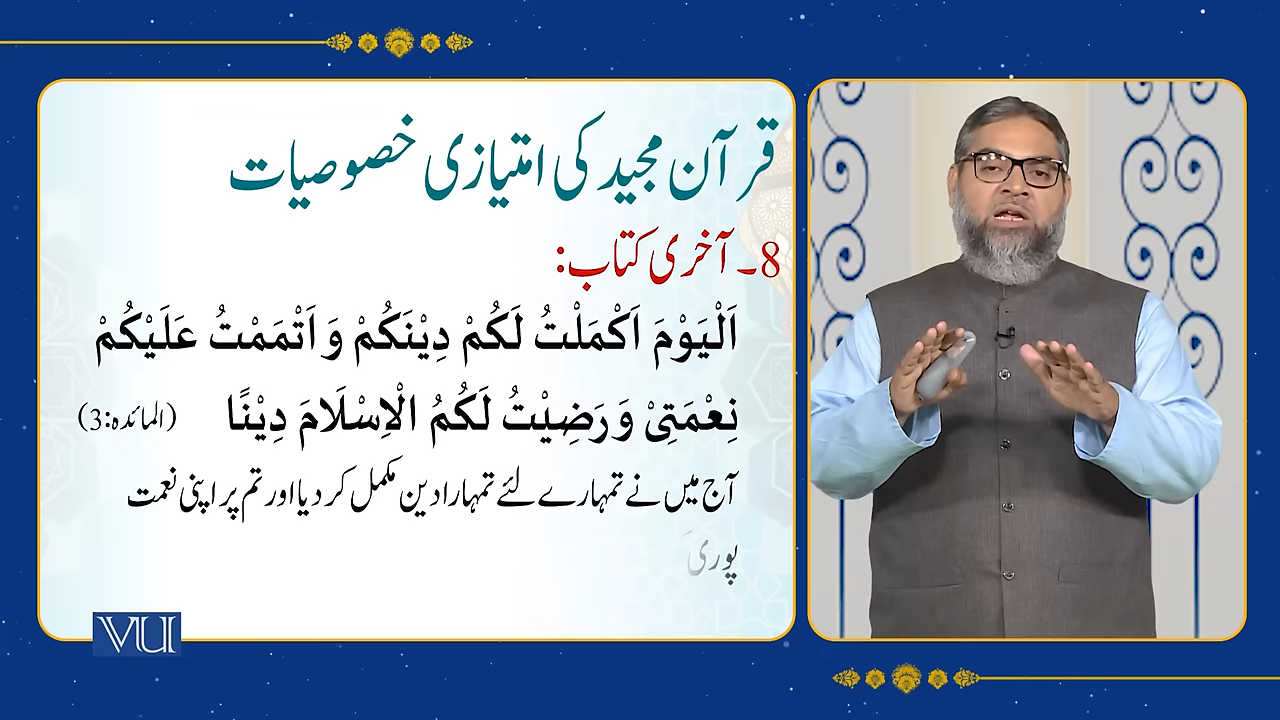 قرآن مجید کی امتیازی خصوصیات
8۔ آخری کتاب:
اَلْیَوْمَ اَکْمَلْتُ لَکُمْ دِیْنَکُمْ وَ اَتْمَمْتُ عَلَیْکُمْ
نِعْمَتِیْ وَ رَضِیْتُ لَکُمُ الْاِسْلَامَ دِیْنًا (المائدہ:3)
آج میں نے تمہارے لئے تمہارا دین مکمل کر دیا اور تم پر اپنی نعمت
پوری
VU